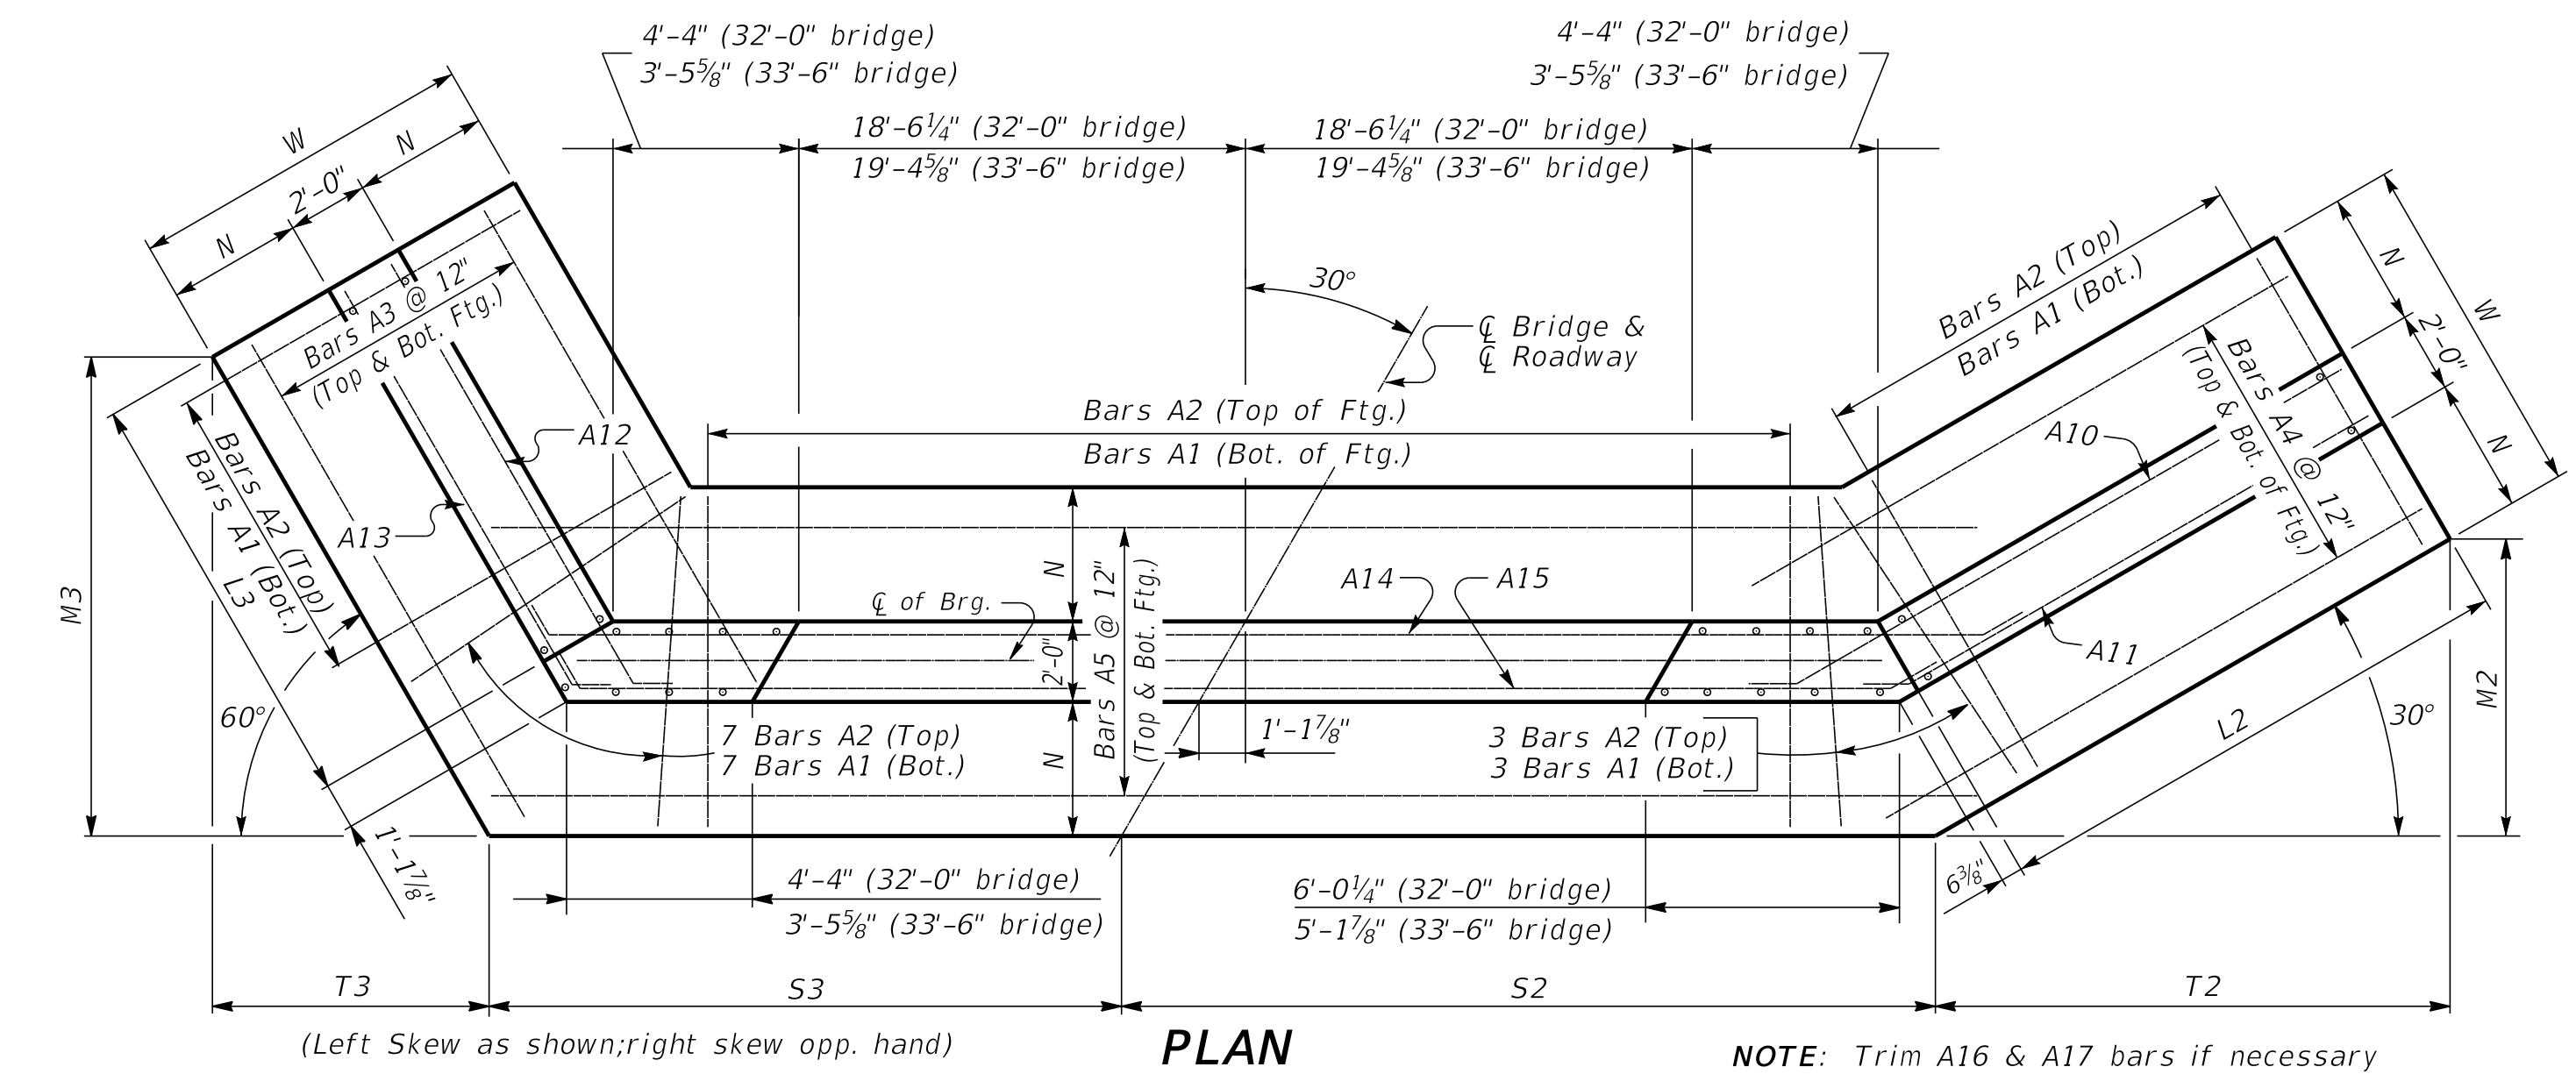 4'-4" (32'-0" bridge)
3'-5⅝" (33'-6" bridge)
4'-4" (32'-0" bridge)
3'-5⅝" (33'-6" bridge)
18'-6¼" (32'-0" bridge)
19'-4⅝" (33'-6" bridge)
18'-6¼" (32'-0" bridge)
19'-4⅝" (33'-6" bridge)
W
N
2'-0"
N
Bars A3 @ 12"
(Top & Bot. Ftg.)
30°
℄ Bridge &
℄ Roadway
Bars A2 (Top)
Bars A1 (Bot.)
N
W
2'-0"
N
Bars A4 @ 12"
(Top & Bot. of Ftg.)
A10
Bars A2 (Top of Ftg.)
Bars A1 (Bot. of Ftg.)
A12
A13
Bars A2 (Top)
Bars A1 (Bot.)
L3
M3
60°
℄ of Brg.
N
2'-0"
N
Bars A5 @ 12"
(Top & Bot. Ftg.)
A14
A15
A11
1'-1⅞"
7 Bars A2 (Top)
7 Bars A1 (Bot.)
3 Bars A2 (Top)
3 Bars A1 (Bot.)
L2
30°
M2
1'-1⅞"
6⅜"
4'-4" (32'-0" bridge)
3'-5⅝" (33'-6" bridge)
6'-0¼" (32'-0" bridge)
5'-1⅞" (33'-6" bridge)
T3
S3
S2
T2
(Left Skew as shown;right skew opp. hand)
PLAN
NOTE: Trim A16 & A17 bars if necessary